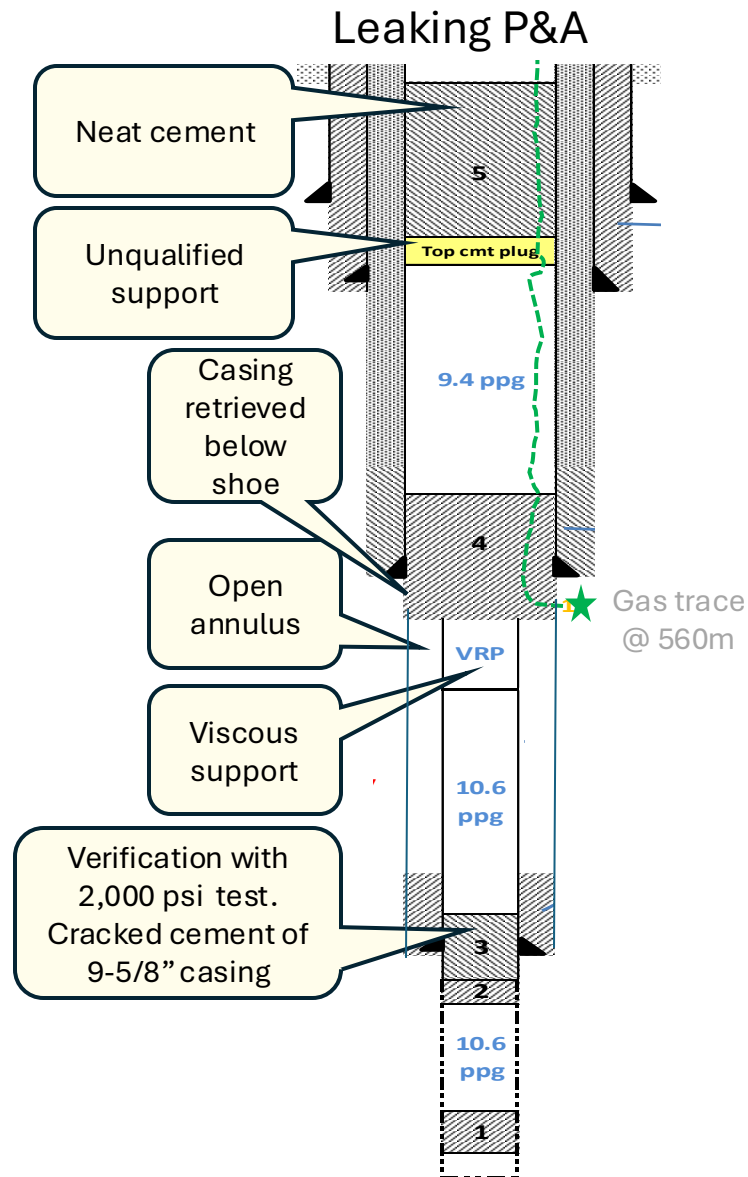 Leaking P&A
Neat cement
5
Unqualified
support
Top cmt plug
Casing
retrieved
below
shoe
9.4 ppg
4
Open
annulus
VRP
1
Gas trace
@ 560m
Viscous
support
10.6
ppg
Verification with
2,000 psi test.
Cracked cement of
9-5/8” casing
3
2
10.6
ppg
1